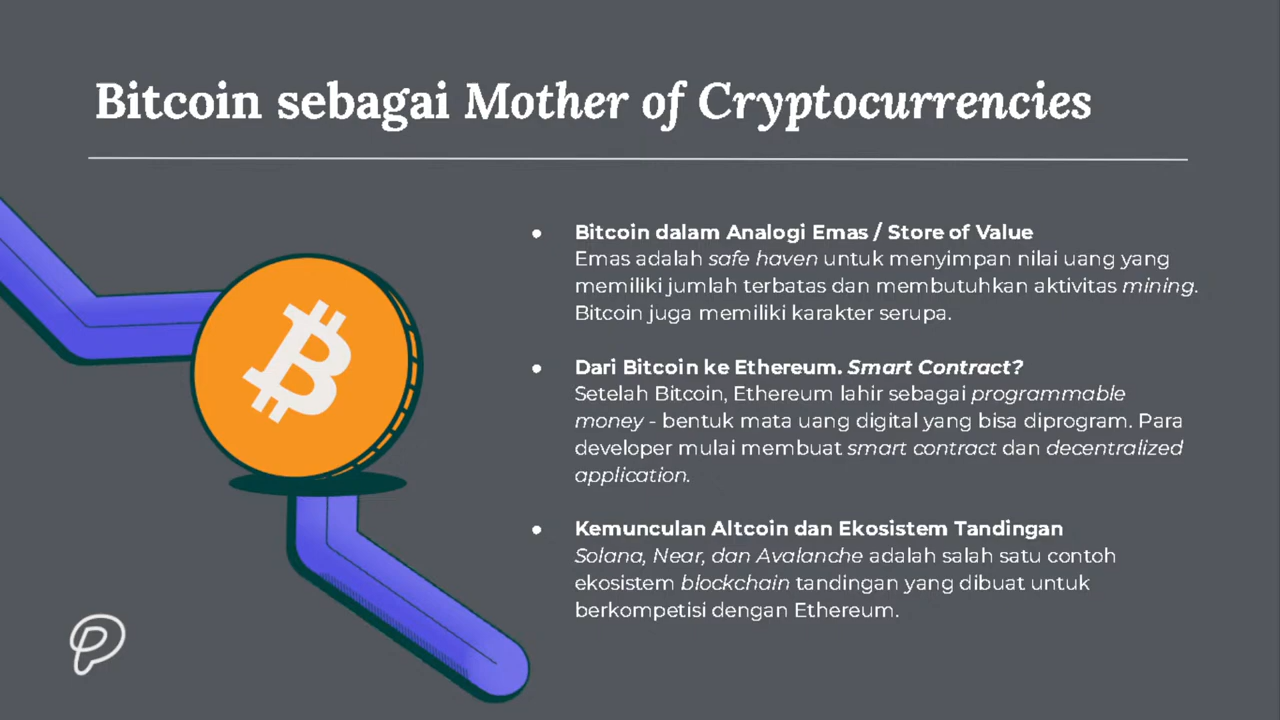 Bitcoin sebagai Mother of Cryptocurrencies
Bitcoin dalam Analogi Emas / Store of Value
Emas adalah safe haven untuk menyimpan nilai uang yang
memiliki jumlah terbatas dan membutuhkan aktivitas mining.
Bitcoin juga memiliki karakter serupa.
Dari Bitcoin ke Ethereum. Smart Contract?
Setelah Bitcoin, Ethereum lahir sebagai programmable
money - bentuk mata uang digital yang bisa diprogram. Para
developer mulai membuat smart contract dan decentralized
application.
Kemunculan Altcoin dan Ekosistem Tandingan
Solana, Near, dan Avalanche adalah salah satu contoh
ekosistem blockchain tandingan yang dibuat untuk
berkompetisi dengan Ethereum.